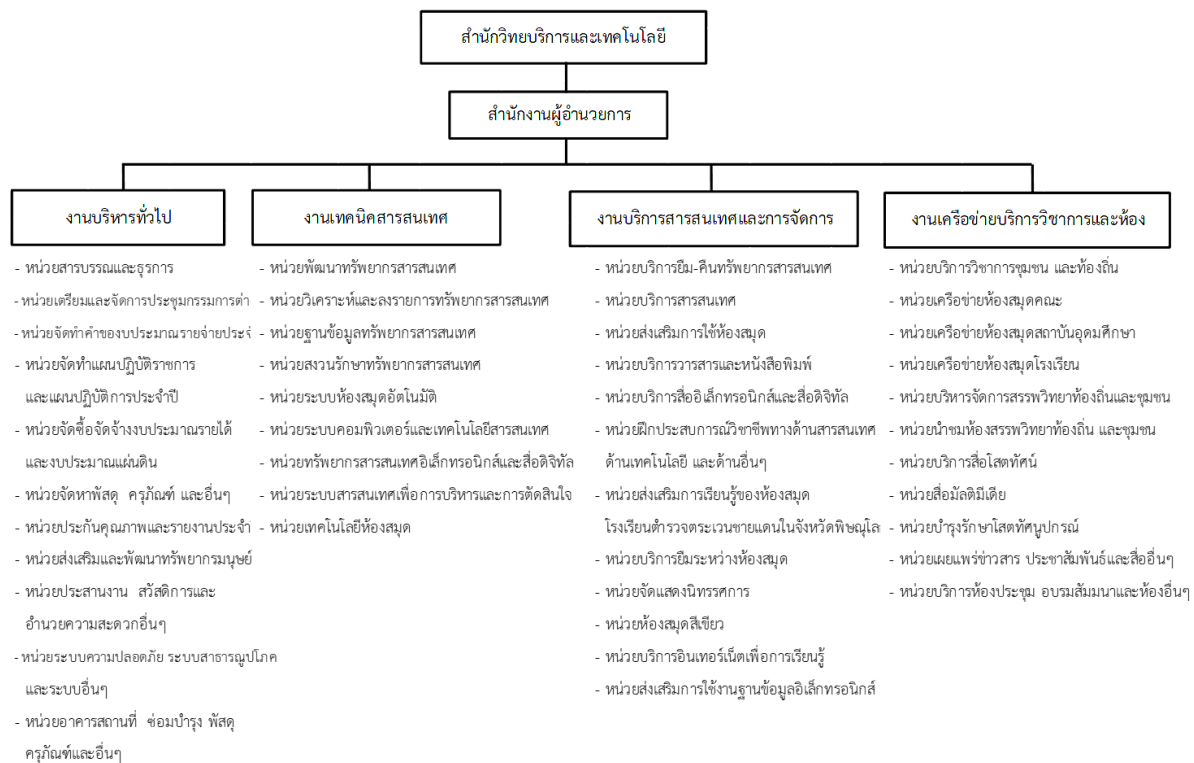 สำนักวิทยบริการและเทคโนโลยี
สำนักงานผู้อำนวยการ
งานบริหารทั่วไป
- หน่วยสารบรรณและธุรการ
- หน่วยเตรียมและจัดการประชุมกรรมการต่า
- หน่วยจัดทำคำของบประมาณรายจ่ายประจำ
- หน่วยจัดทำแผนปฏิบัติราชการ
และแผนปฏิบัติการประจำปี
- หน่วยจัดซื้อจัดจ้างงบประมาณรายได้
และงบประมาณแผ่นดิน
- หน่วยจัดหาพัสดุ ครุภัณฑ์ และอื่นๆ
- หน่วยประกันคุณภาพและรายงานประจำ
- หน่วยส่งเสริมและพัฒนาทรัพยากรมนุษย์
- หน่วยประสานงาน สวัสดิการและ
อำนวยความสะดวกอื่นๆ
- หน่วยระบบความปลอดภัย ระบบสาธารณูปโภค
และระบบอื่นๆ
- หน่วยอาคารสถานที่ ซ่อมบำรุง พัสดุ
ครุภัณฑ์และอื่นๆ
งานเทคนิคสารสนเทศ
- หน่วยพัฒนาทรัพยากรสารสนเทศ
- หน่วยวิเคราะห์และลงรายการทรัพยากรสารสนเทศ
- หน่วยฐานข้อมูลทรัพยากรสารสนเทศ
- หน่วยสงวนรักษาทรัพยากรสารสนเทศ
- หน่วยระบบห้องสมุดอัตโนมัติ
- หน่วยระบบคอมพิวเตอร์และเทคโนโลยีสารสนเทศ
- หน่วยทรัพยากรสารสนเทศอิเล็กทรอนิกส์และสื่อดิจิทัล
- หน่วยระบบสารสนเทศเพื่อการบริหารและการตัดสินใจ
- หน่วยเทคโนโลยีห้องสมุด
งานบริการสารสนเทศและการจัดการ
- หน่วยบริการยืม-คืนทรัพยากรสารสนเทศ
- หน่วยบริการสารสนเทศ
- หน่วยส่งเสริมการใช้ห้องสมุด
- หน่วยบริการวารสารและหนังสือพิมพ์
- หน่วยบริการสื่ออิเล็กทรอนิกส์และสื่อดิจิทัล
- หน่วยฝึกประสบการณ์วิชาชีพทางด้านสารสนเทศ
ด้านเทคโนโลยี และด้านอื่นๆ
- หน่วยส่งเสริมการเรียนรู้ของห้องสมุด
โรงเรียนตำรวจตระเวนชายแดนในจังหวัดพิษณุโล
- หน่วยบริการยืมระหว่างห้องสมุด
- หน่วยจัดแสดงนิทรรศการ
- หน่วยห้องสมุดสีเขียว
- หน่วยบริการอินเทอร์เน็ตเพื่อการเรียนรู้
- หน่วยส่งเสริมการใช้งานฐานข้อมูลอิเล็กทรอนิกส์
งานเครือข่ายบริการวิชาการและห้อง
- หน่วยบริการวิชาการชุมชน และท้องถิ่น
- หน่วยเครือข่ายห้องสมุดคณะ
- หน่วยเครือข่ายห้องสมุดสถาบันอุดมศึกษา
- หน่วยเครือข่ายห้องสมุดโรงเรียน
- หน่วยบริหารจัดการสรรพวิทยาท้องถิ่นและชุมชน
- หน่วยนำชมห้องสรรพวิทยาท้องถิ่น และชุมชน
- หน่วยบริการสื่อโสตทัศน์
- หน่วยสื่อมัลติมีเดีย
- หน่วยบำรุงรักษาโสตทัศนูปกรณ์
- หน่วยเผยแพร่ข่าวสาร ประชาสัมพันธ์และสื่ออื่นๆ
- หน่วยบริการห้องประชุม อบรมสัมมนาและห้องอื่นๆ